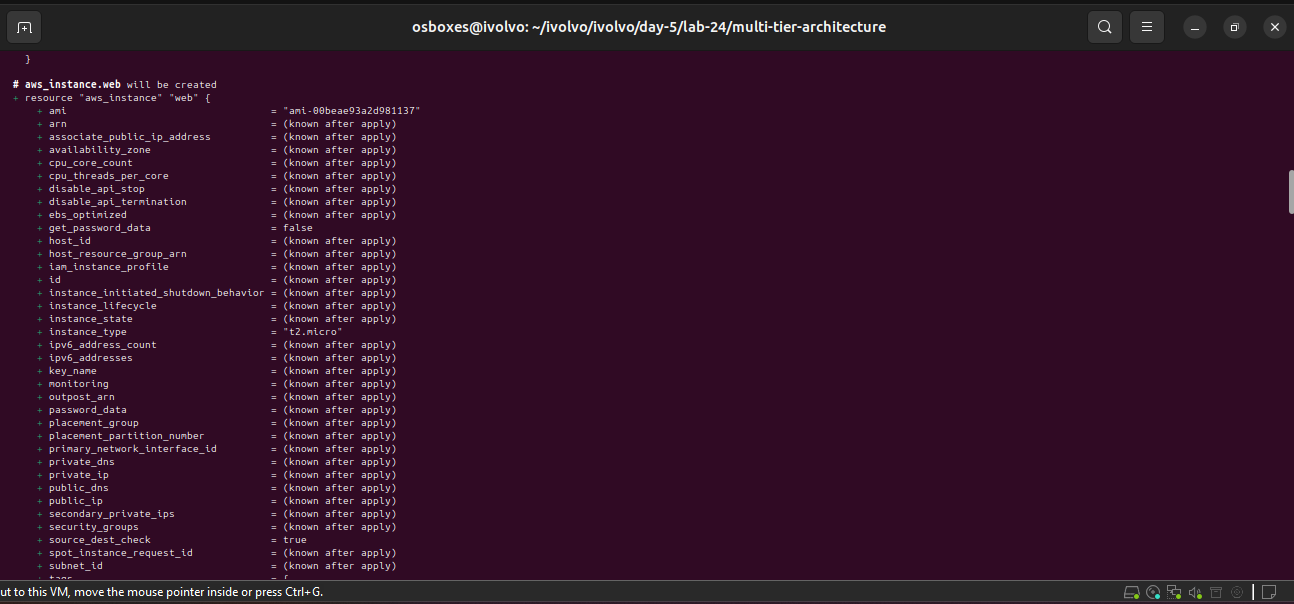 osboxes@ivolvo: ~/ivolvo/ivolvo/day-5/lab-24/multi-tier-architecture
}
# aws_instance.web will be created
+ resource "aws_instance" "web" {
+ ami = "ami-00beae93a2d981137"
+ arn = (known after apply)
+ associate_public_ip_address = (known after apply)
+ availability_zone = (known after apply)
+ cpu_core_count = (known after apply)
+ cpu_threads_per_core = (known after apply)
+ disable_api_stop = (known after apply)
+ disable_api_termination = (known after apply)
+ ebs_optimized = (known after apply)
+ get_password_data = false
+ host_id = (known after apply)
+ host_resource_group_arn = (known after apply)
+ iam_instance_profile = (known after apply)
+ id = (known after apply)
+ instance_initiated_shutdown_behavior = (known after apply)
+ instance_lifecycle = (known after apply)
+ instance_state = (known after apply)
+ instance_type = "t2.micro"
+ ipv6_address_count = (known after apply)
+ ipv6_addresses = (known after apply)
+ key_name = (known after apply)
+ monitoring = (known after apply)
+ outpost_arn = (known after apply)
+ password_data = (known after apply)
+ placement_group = (known after apply)
+ placement_partition_number = (known after apply)
+ primary_network_interface_id = (known after apply)
+ private_dns = (known after apply)
+ private_ip = (known after apply)
+ public_dns = (known after apply)
+ public_ip = (known after apply)
+ secondary_private_ips = (known after apply)
+ security_groups = (known after apply)
+ source_dest_check = true
+ spot_instance_request_id = (known after apply)
+ subnet_id = (known after apply)
+ tags = {
ut to this VM, move the mouse pointer inside or press Ctrl+G.